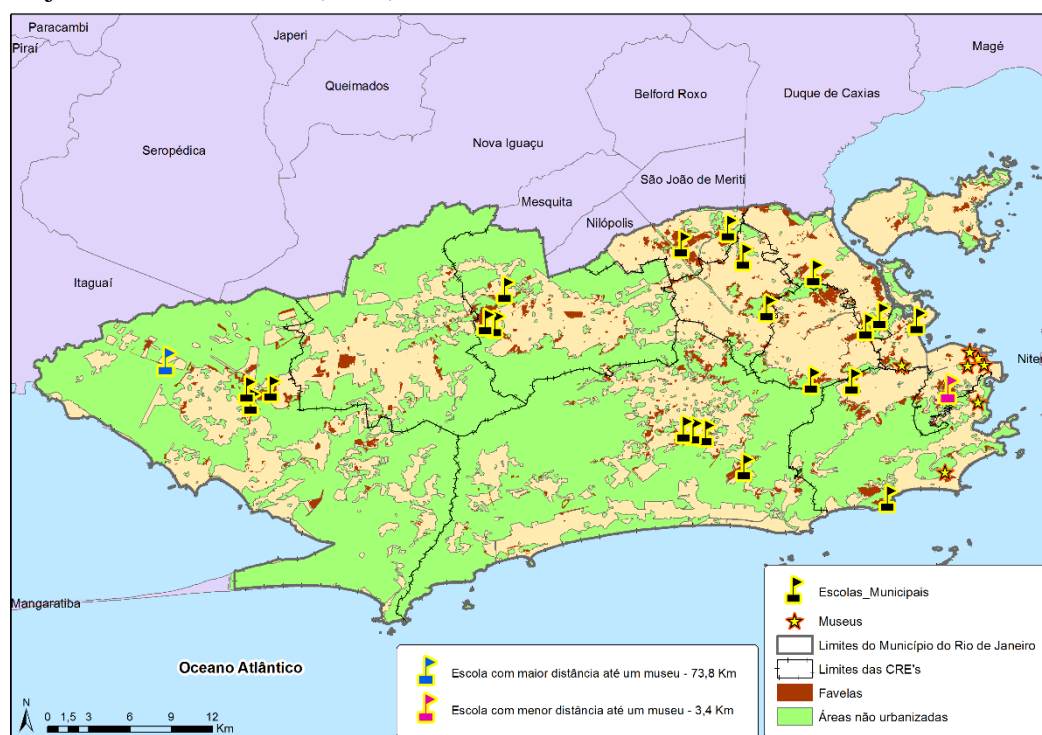 Paracambi
Piraí
Japeri
Magé
Queimados
Belford Roxo
Duque de Caxias
Seropédica
Nova Iguaçu
São João de Meriti
Mesquita
Nilópolis
Itaguaí
Mangaratiba
Oceano Atlântico
N
0 1,5 3 6 9 12
Km
Escola com maior distância até um museu - 73,8 Km
Escola com menor distância até um museu - 3,4 Km
Escolas_Municipais
Museus
Limites do Município do Rio de Janeiro
Limites das CRE's
Favelas
Áreas não urbanizadas